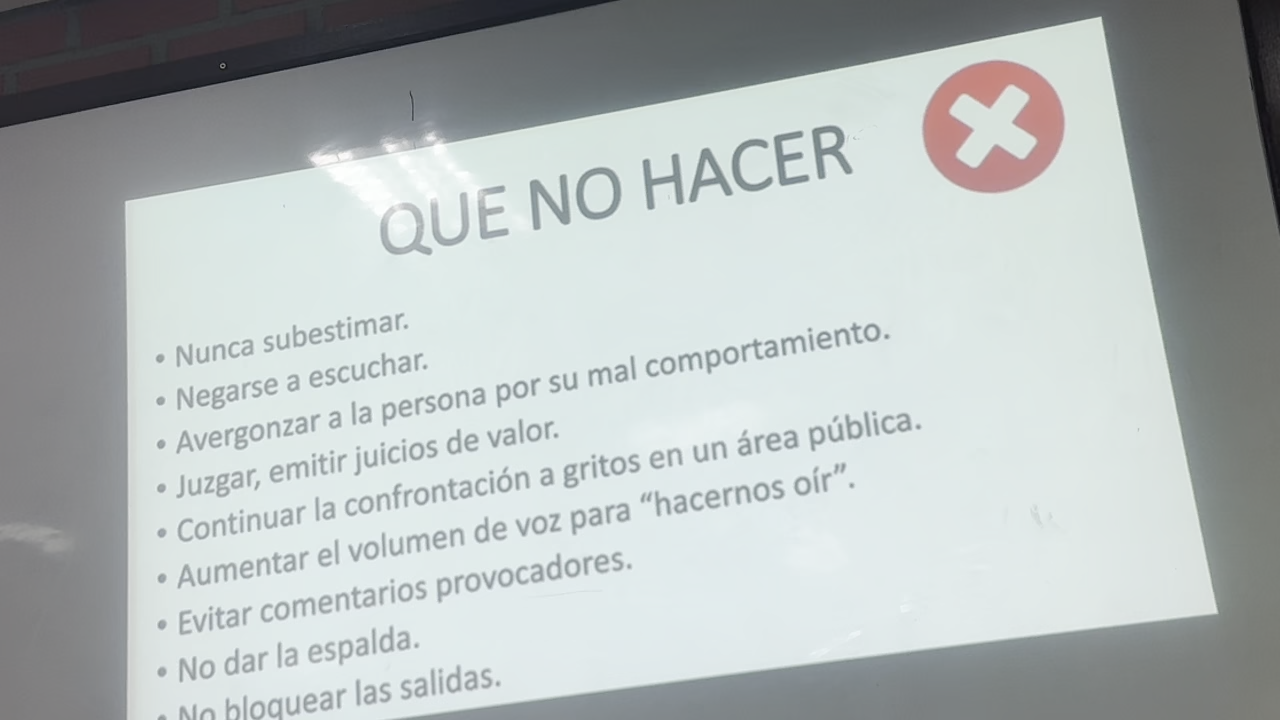 QUE NO HACER
• Nunca subestimar.
• Negarse a escuchar.
• Avergonzar a la persona por su mal comportamiento.
• Juzgar, emitir juicios de valor.
• Continuar la confrontación a gritos en un área pública.
• Aumentar el volumen de voz para “hacernos oír”.
• Evitar comentarios provocadores.
• No dar la espalda.
• No bloquear las salidas.